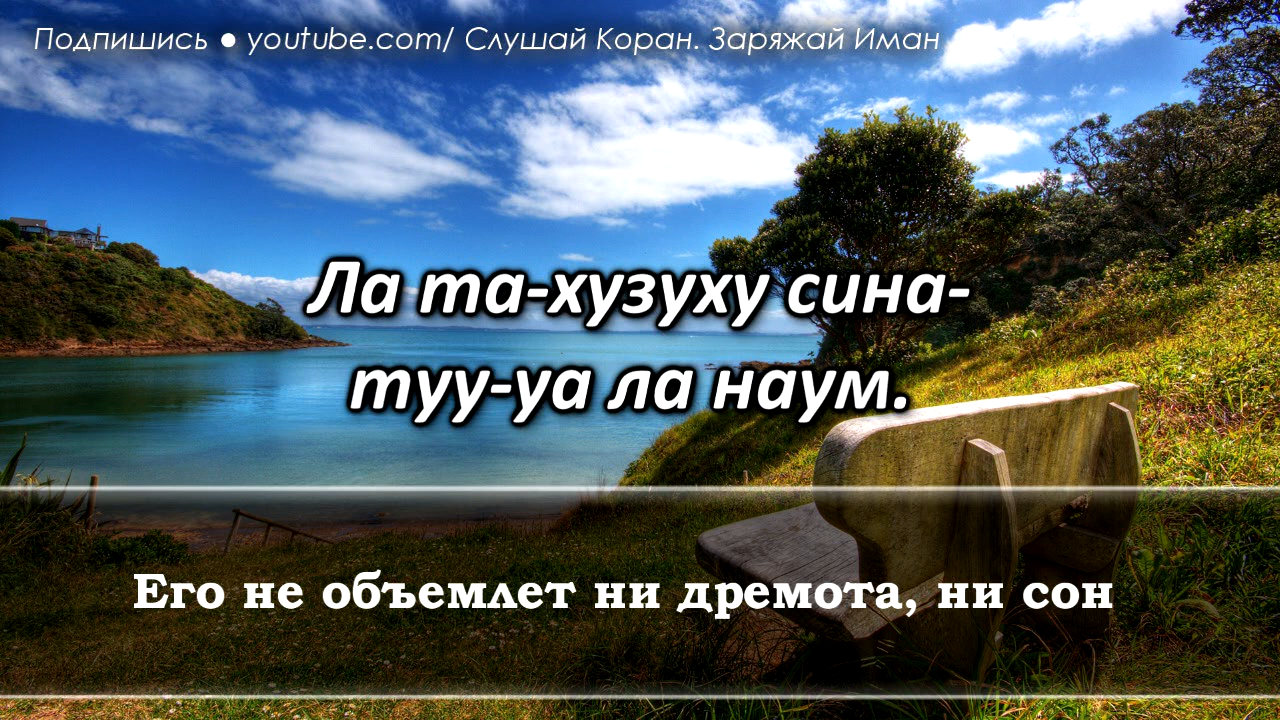 Подпишись ● youtube.com/ Слушай Коран. Заряжай Иман
Ла та-хузуху сина-
туу-уа ла наум.
Его не объемлет ни дремота, ни сон